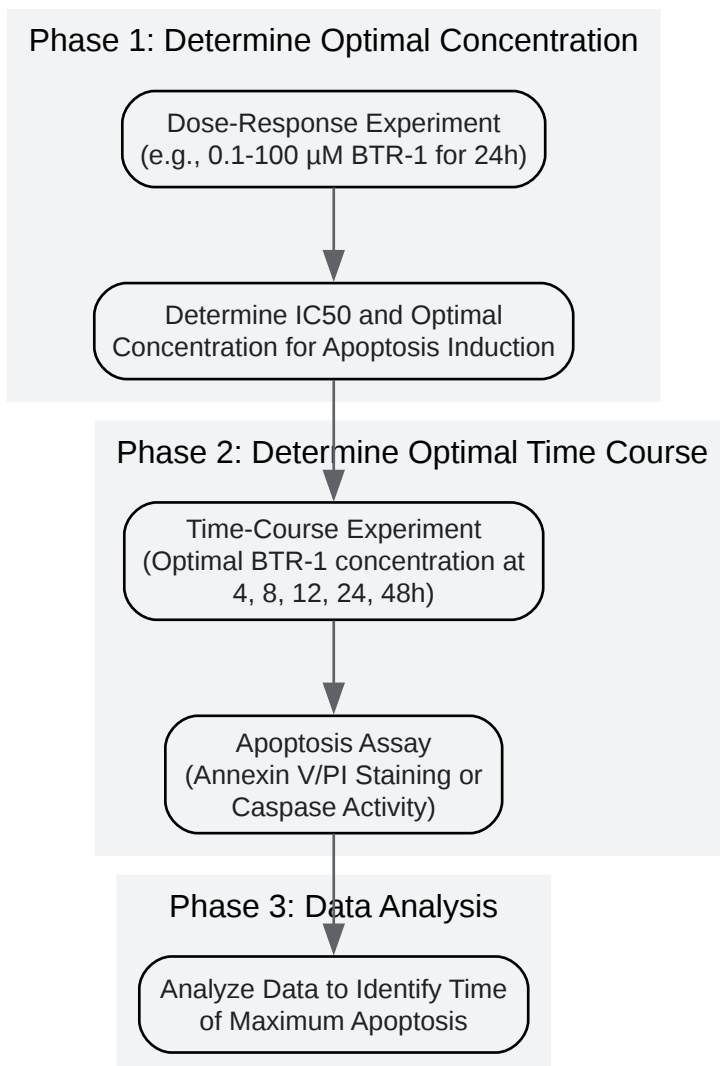 Phase 1: Determine Optimal Concentration
Dose-Response Experiment
(e.g., 0.1-100 µM BTR-1 for 24h)
Determine IC50 and Optimal
Concentration for Apoptosis Induction
Phase 2: Determine Optimal Time Course
Time-Course Experiment
(Optimal BTR-1 concentration at
4, 8, 12, 24, 48h)
Apoptosis Assay
(Annexin V/PI Staining or
Caspase Activity)
Phase 3: Data Analysis
Analyze Data to Identify Time
of Maximum Apoptosis